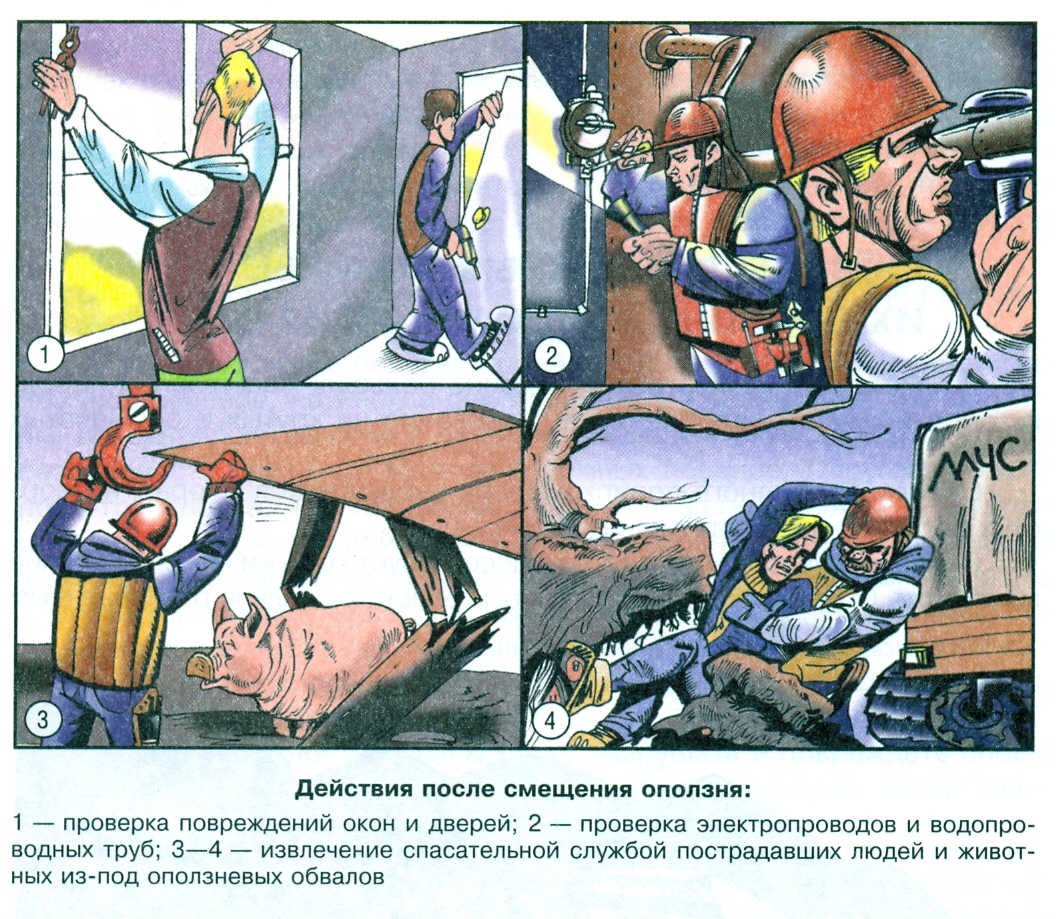 1
2
МЧС
3
4
Действия после смещения оползня:
1 — проверка повреждений окон и дверей; 2 — проверка электропроводов и водопро-
водных труб; 3—4 — извлечение спасательной службой пострадавших людей и живот-
ных из-под оползневых обвалов